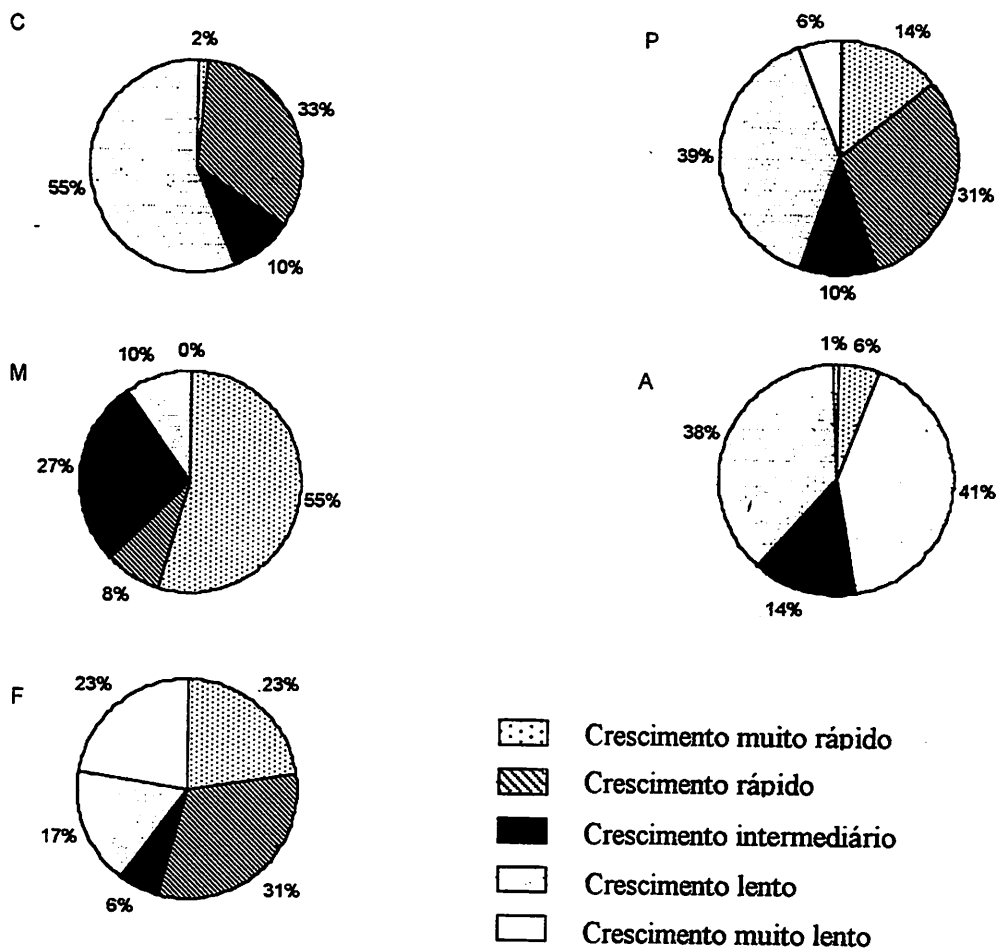 C
2%
33%
55%
10%
P
6%
14%
39%
31%
10%
M
10%
0%
27%
55%
8%
A
1%
6%
38%
41%
14%
F
23%
23%
17%
6%
31%
Crescimento muito rápido
Crescimento rápido
Crescimento intermediário
Crescimento lento
Crescimento muito lento